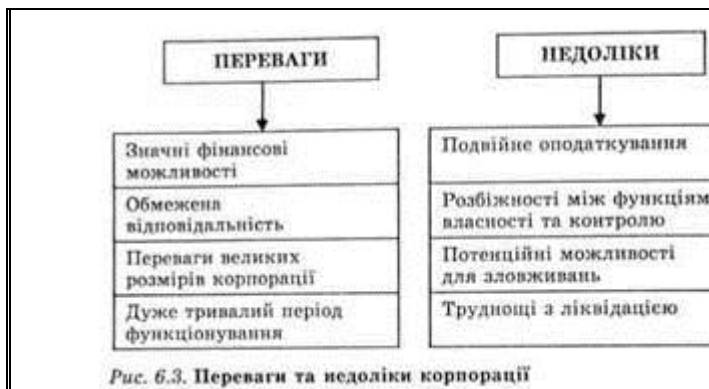 ПЕРЕВАГИ
Значні фінансові
можливості
Обмежена
відповідальність
Переваги великих
розмірів корпорації
Дуже тривалий період
функціонування
НЕДОЛІКИ
Подвійне оподаткування
Розбіжності між функціям
власності та контролю
Потенційні можливості
для зловживань
Труднощі з ліквідацією
Рис. 6.3. Переваги та недоліки корпорації